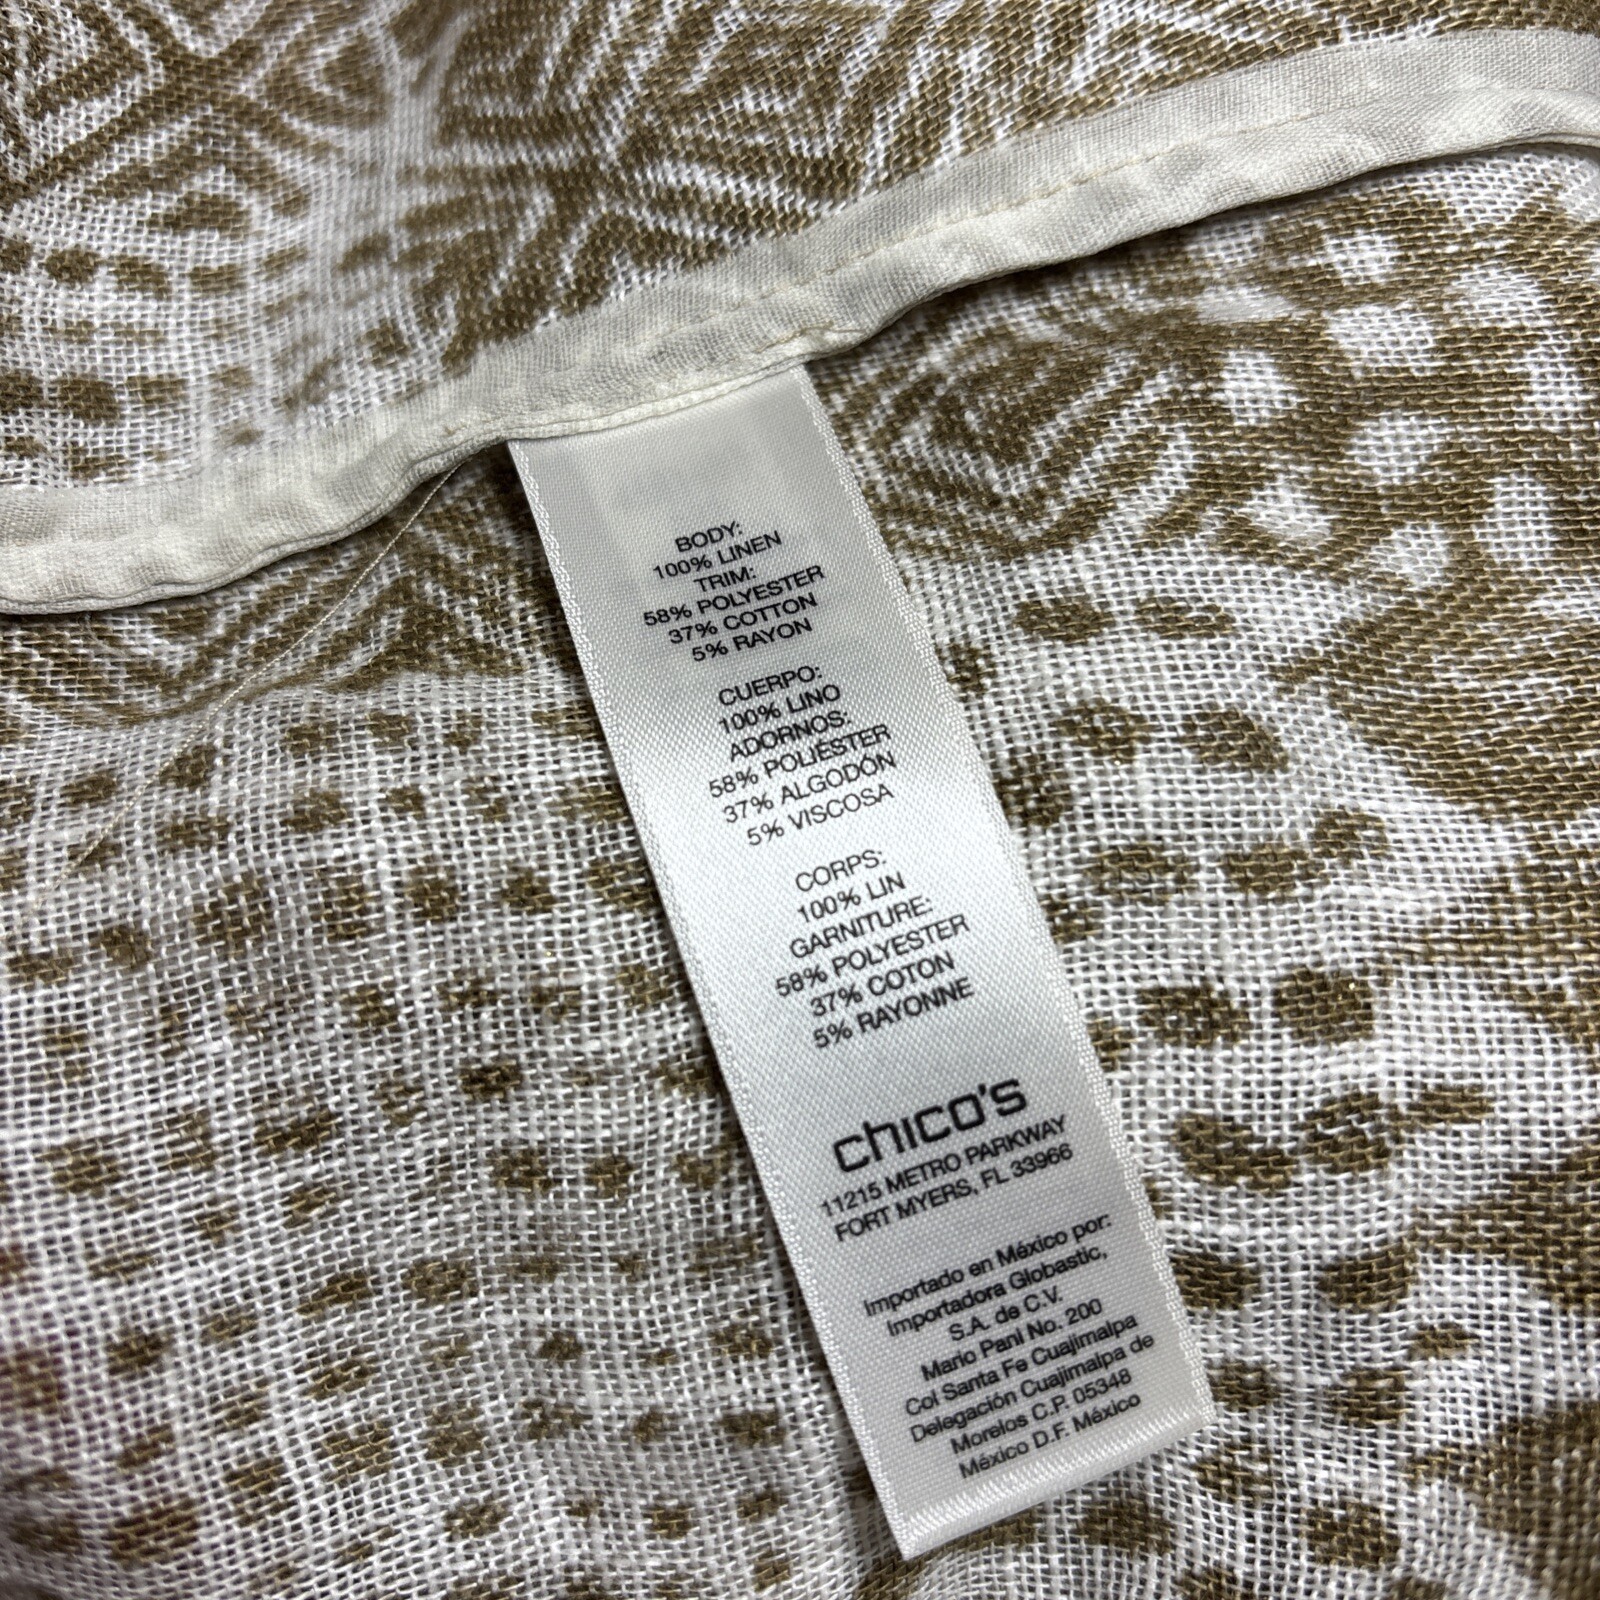 BODY:
100% LINEN
TRIM:
58% POLYESTER
37% COTTON
5% RAYON
CUERPO:
100% LINO
ADORNOS:
58% POLIÉSTER
37% ALGODÓN
5% VISCOSA
CORPS:
100% LIN
GARNITURE:
58% POLYESTER
37% COTON
5% RAYONNE
chico's
11215 METRO PARKWAY
FORT MYERS, FL 33966
Importado en México por:
Importadora Globastic,
S.A. de C.V.
Mario Pani No. 200
Col Santa Fe Cuajimalpa
Delegación Cuajimalpa de
Morelos C.P. 05348
México D.F. México